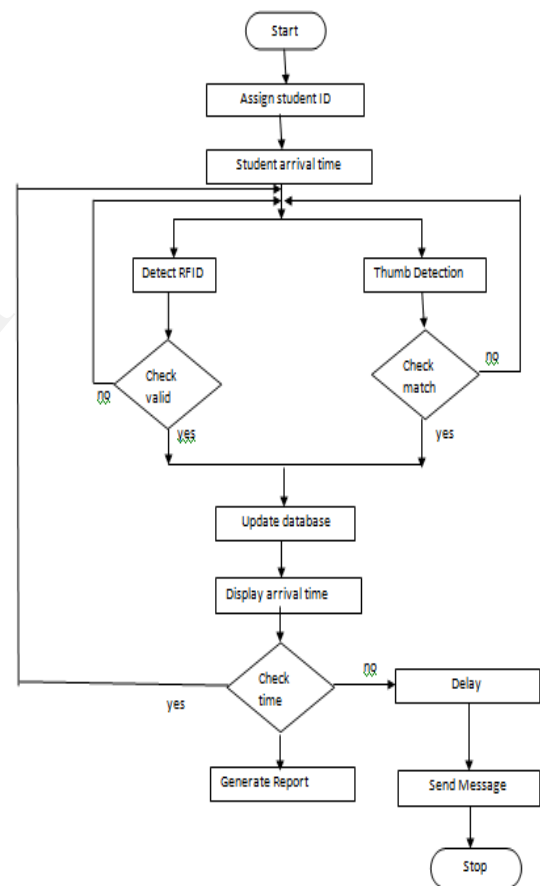 Start
Assign student ID
Student arrival time
Detect RFID
Thumb Detection
Check
valid
Check
match
no
no
yes
yes
Update database
Display arrival time
Check
time
no
Delay
yes
Generate Report
Send Message
Stop